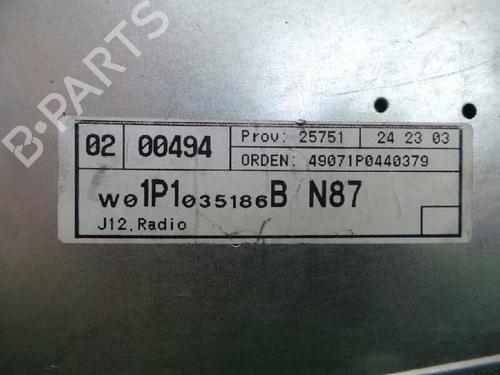 B-PARTS
02 00494 Prov: 25751 24 23 03
ORDEN: 49071P0440379
W01P1035186B N87
J12.Radio